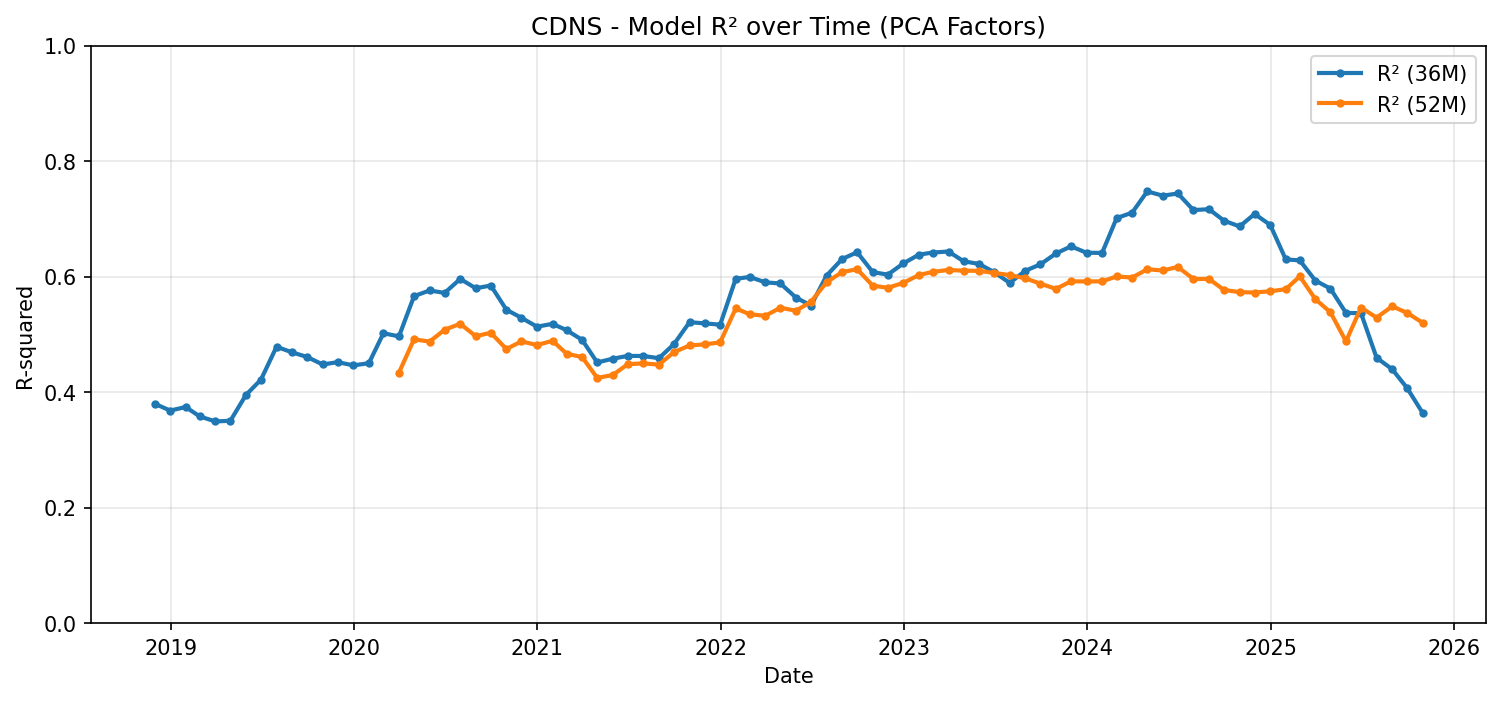 CDNS - Model R² over Time (PCA Factors)
R² (36M)
R² (52M)
R-squared
1.0
0.8
0.6
0.4
0.2
0.0
2019 2020 2021 2022 2023 2024 2025 2026
Date